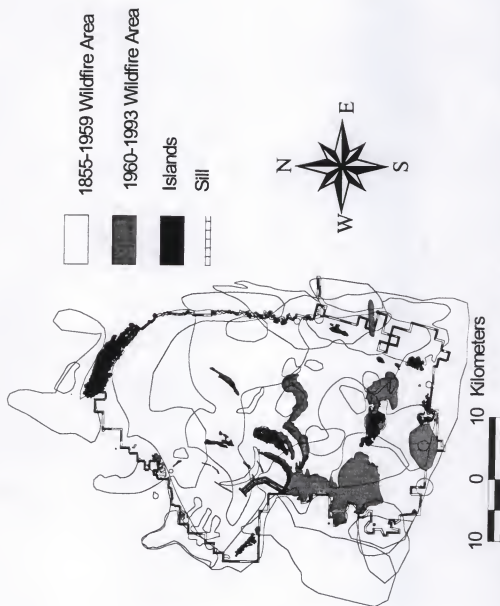 1855-1959 Wildfire Area
1960-1993 Wildfire Area
Islands
Sill
N
W
E
S
10
0
10 Kilometers